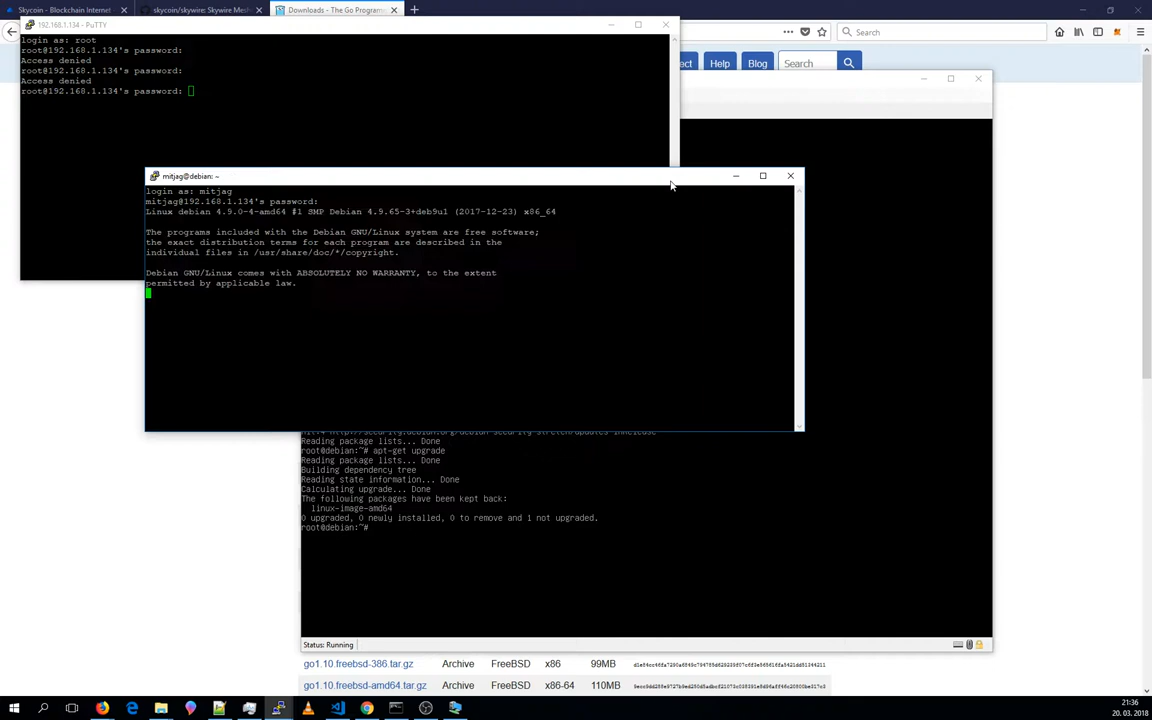 Skycoin - Blockchain Internet
skycoin/skywire: Skywire Mes
Downloads - The Go Program
192.168.1.134 - PuTTY
Search
login as: root
root@192.168.1.134's password:
Access denied
root@192.168.1.134's password:
Access denied
root@192.168.1.134's password:
ect
Help
Blog
Search
mitjag@debian: ~
login as: mitjag
mitjag@192.168.1.134's password:
Linux debian 4.9.0-4-amd64 #1 SMP Debian 4.9.65-3+deb9u1 (2017-12-23) x86_64
The programs included with the Debian GNU/Linux system are free software;
the exact distribution terms for each program are described in the
individual files in /usr/share/doc/*/copyright.
Debian GNU/Linux comes with ABSOLUTELY NO WARRANTY, to the extent
permitted by applicable law.
Reading package lists... Done
root@debian:~# apt-get upgrade
Reading package lists... Done
Building dependency tree
Reading state information... Done
Calculating upgrade... Done
The following packages have been kept back:
linux-image-amd64
0 upgraded, 0 newly installed, 0 to remove and 1 not upgraded.
root@debian:~#
Status: Running
go1.10.freebsd-386.tar.gz Archive FreeBSD x86 99MB
go1.10.freebsd-amd64.tar.gz Archive FreeBSD x86-64 110MB
21:36
20. 03. 2018